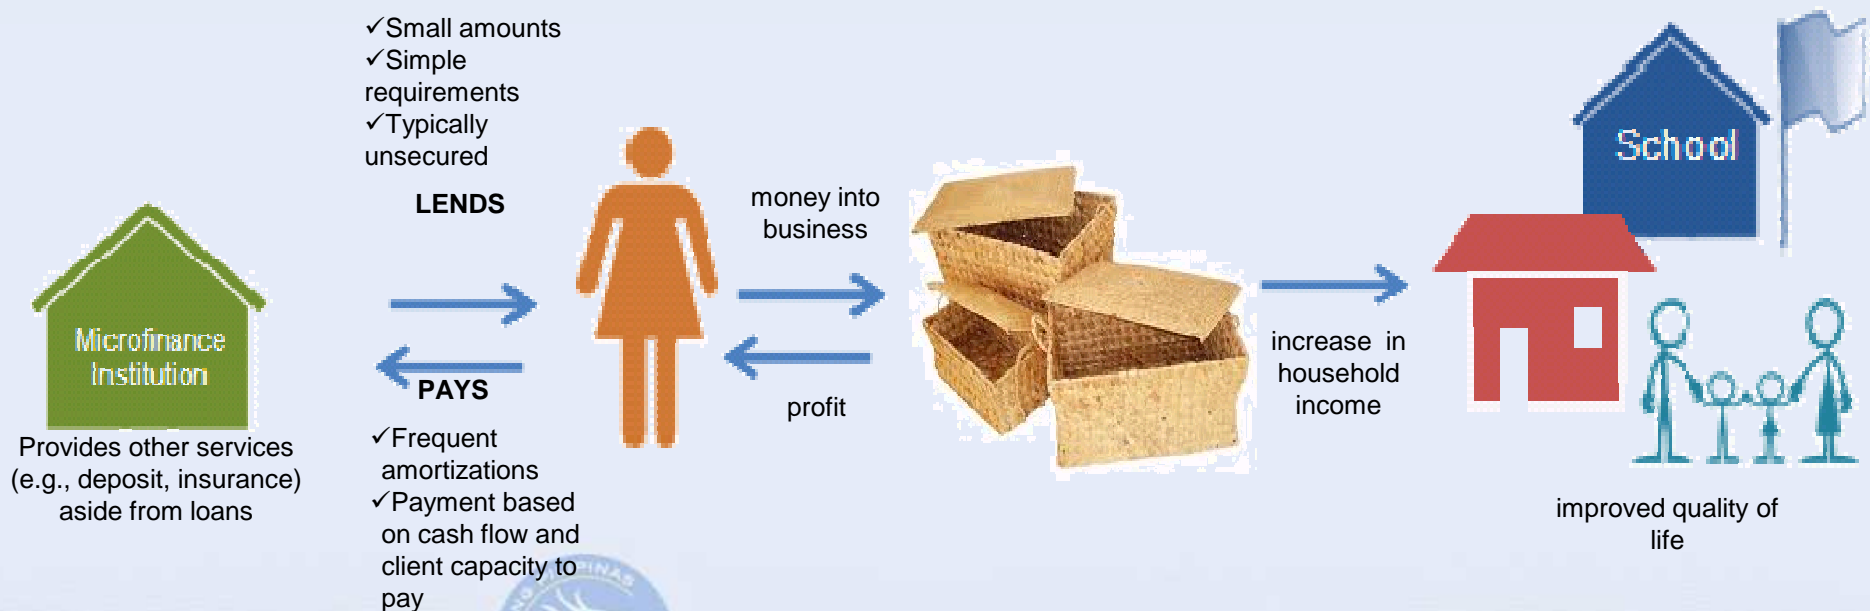 ✓Small amounts
✓Simple
requirements
✓Typically
unsecured
LENDS
Microfinance
Institution
Provides other services
(e.g., deposit, insurance)
aside from loans
PAYS
✓Frequent
amortizations
✓Payment based
on cash flow and
client capacity to
pay
money into
business
profit
increase in
household
income
School
improved quality of
life
NG PILIPINAS